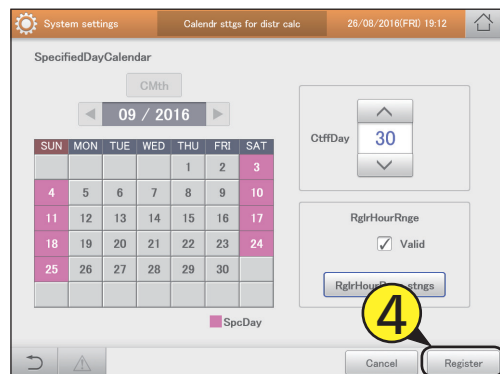 System settings
Calendr sttgs for distr calc
26/08/2016(FRI) 19:12
SpecifiedDayCalendar
CMth
09 / 2016
SUN MON TUE WED THU FRI SAT
1 2 3
4 5 6 7 8 9 10
11 12 13 14 15 16 17
18 19 20 21 22 23 24
25 26 27 28 29 30
SpcDay
CtffDay
30
RglrHourRnge
Valid
stngs
4
Cancel
Register